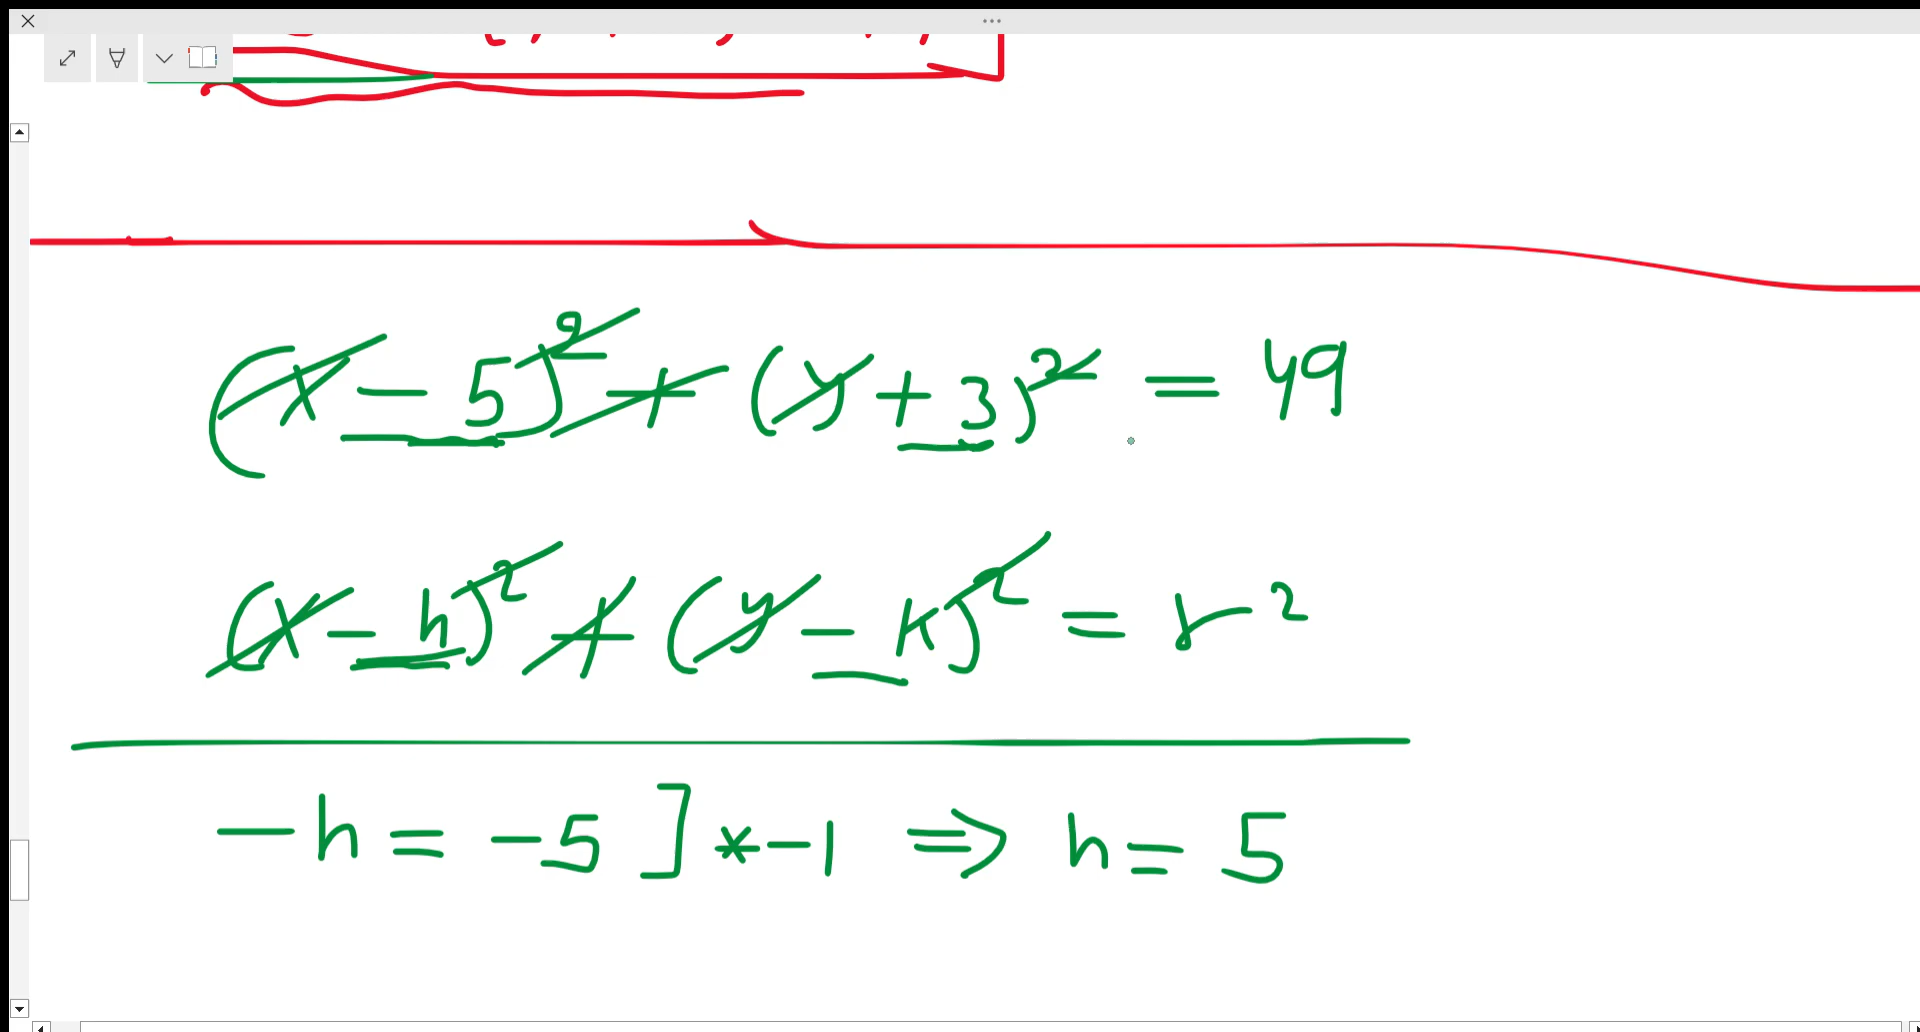 (x - 5)² + (y + 3)² = 49
(x - h)² + (y - k)² = r²
- h = - 5 ] * - 1 ⇒ h = 5